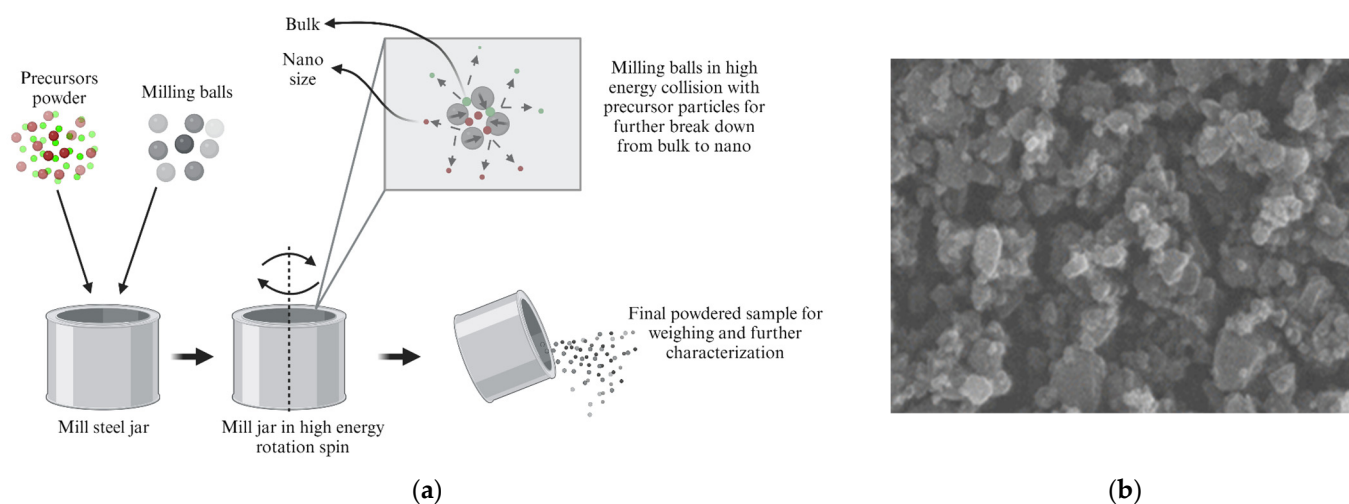 Bulk
Nano
size
Precursors
powder
Milling balls
Milling balls in high
energy collision with
precursor particles for
further break down
from bulk to nano
Final powdered sample for
weighing and further
characterization
Mill steel jar
Mill jar in high energy
rotation spin
(a)
(b)